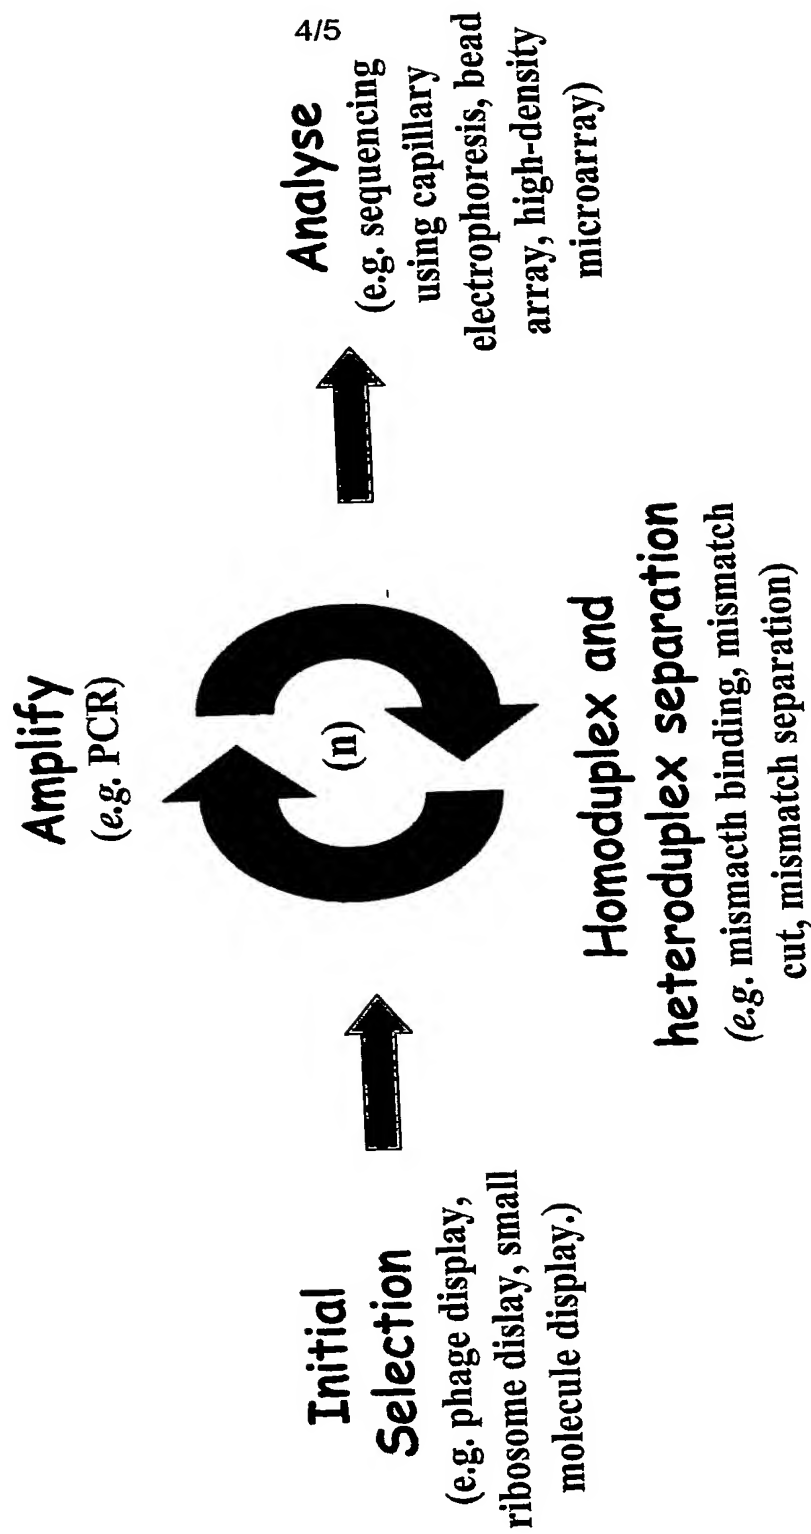 4/5
Initial
Selection
(e.g. phage display,
ribosome dislay, small
molecule display.)
Amplify
(e.g. PCR)
(n)
Homoduplex and
heteroduplex separation
(e.g. mismacth binding, mismatch
cut, mismatch separation)
Analyse
(e.g. sequencing
using capillary
electrophoresis, bead
array, high-density
microarray)